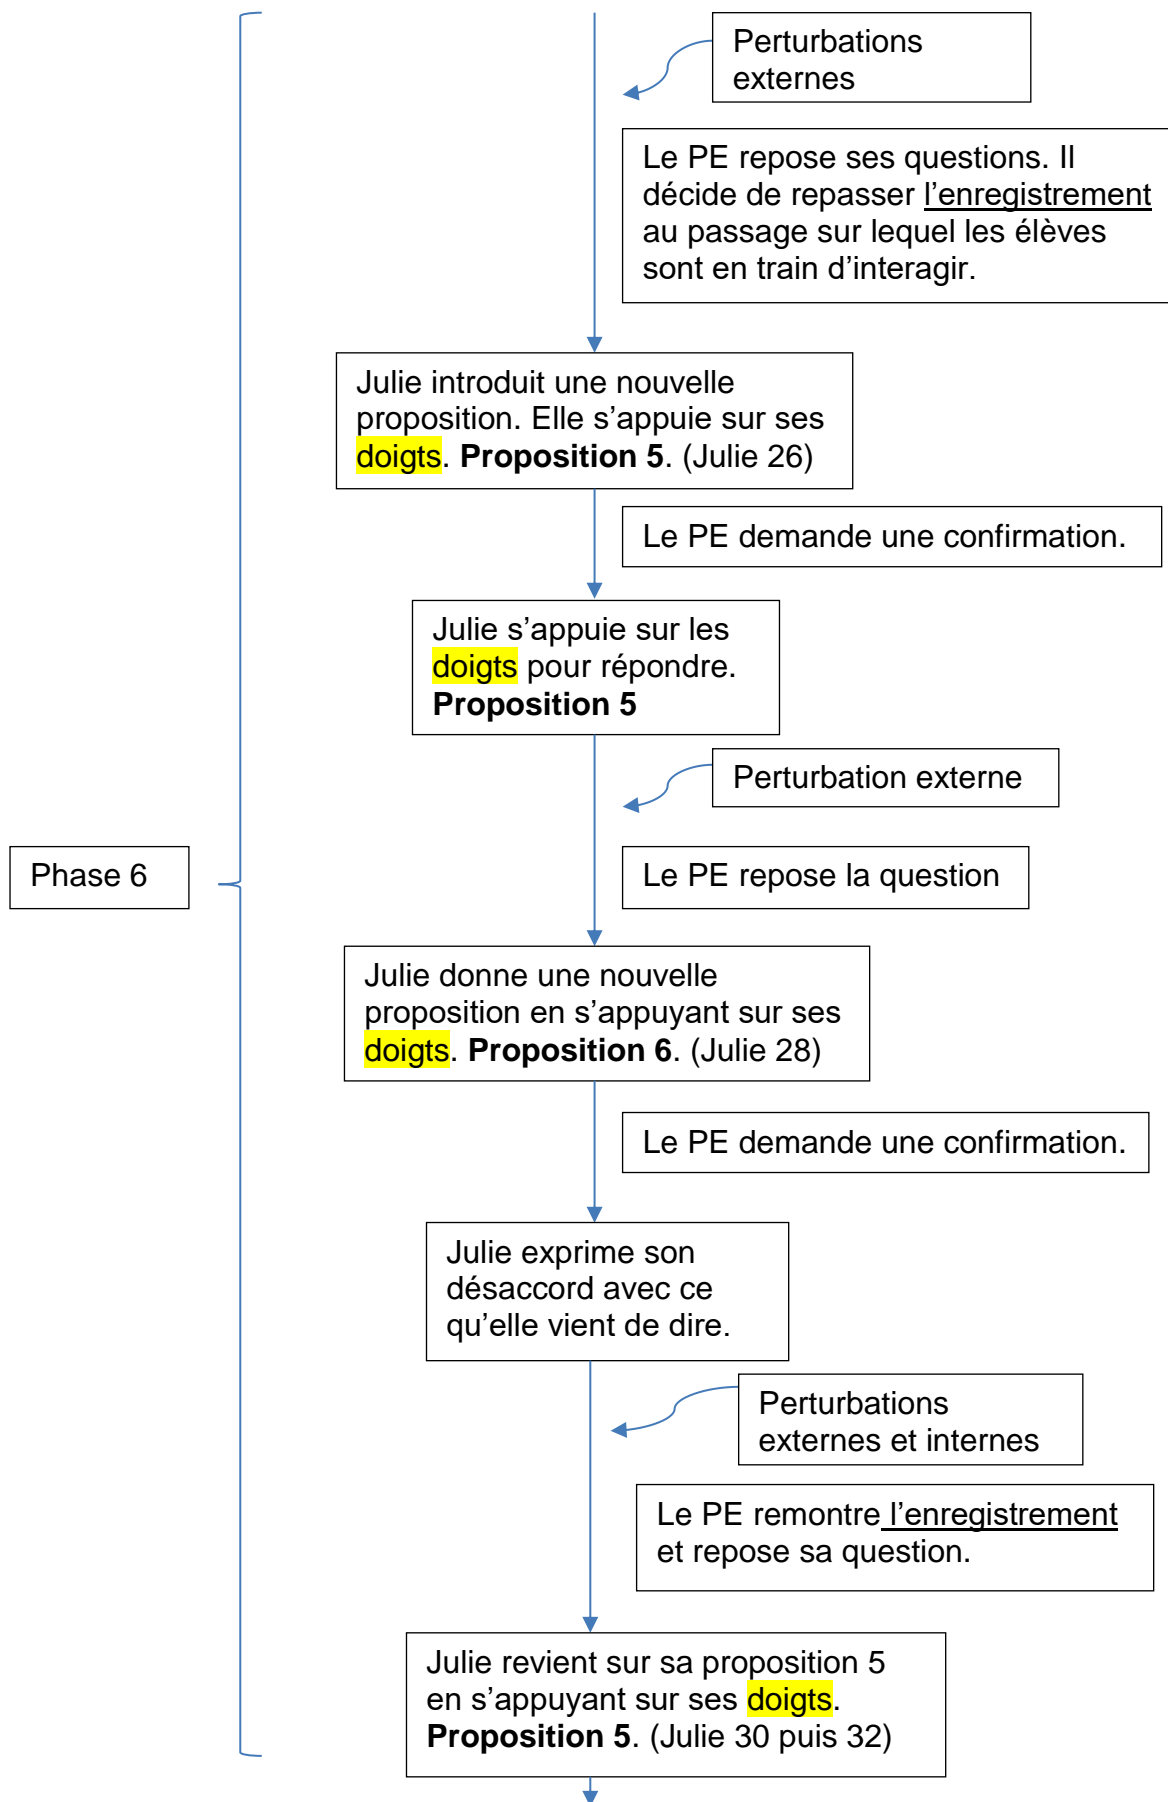 Perturbations
externes
Le PE repose ses questions. Il
décide de repasser l’enregistrement
au passage sur lequel les élèves
sont en train d’interagir.
Julie introduit une nouvelle
proposition. Elle s’appuie sur ses
doigts. Proposition 5. (Julie 26)
Le PE demande une confirmation.
Julie s’appuie sur les
doigts pour répondre.
Proposition 5
Perturbation externe
Phase 6
Le PE repose la question
Julie donne une nouvelle
proposition en s’appuyant sur ses
doigts. Proposition 6. (Julie 28)
Le PE demande une confirmation.
Julie exprime son
désaccord avec ce
qu’elle vient de dire.
Perturbations
externes et internes
Le PE remontre l’enregistrement
et repose sa question.
Julie revient sur sa proposition 5
en s’appuyant sur ses doigts.
Proposition 5. (Julie 30 puis 32)